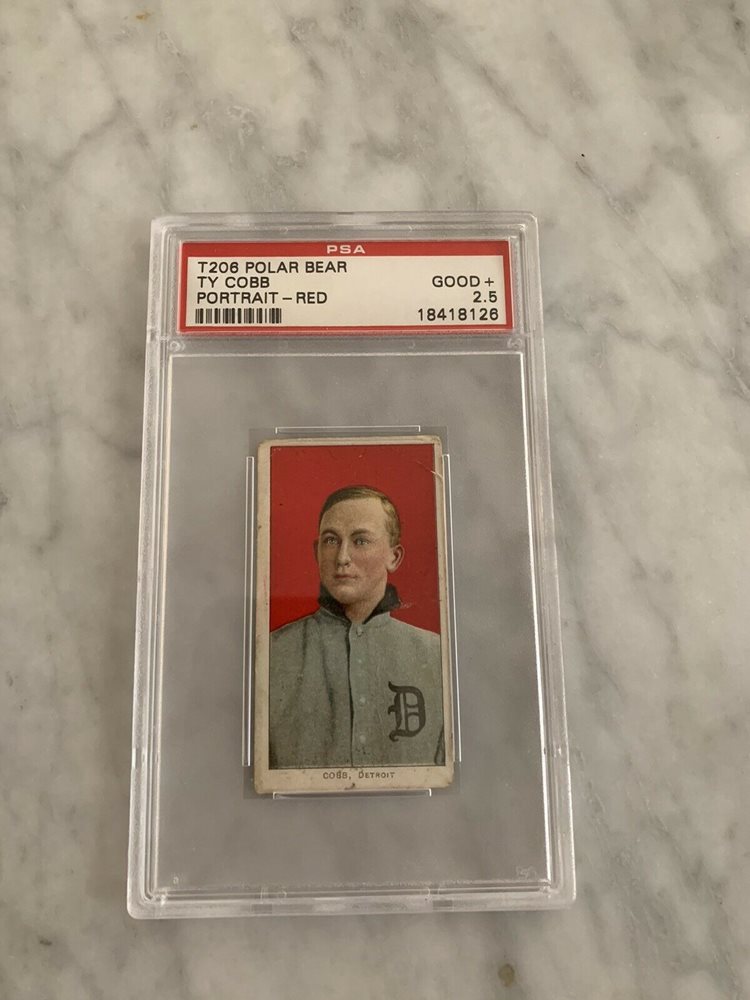 PSA
T206 POLAR BEAR
TY COBB GOOD +
PORTRAIT – RED 2.5
18418126
D
COBB, DETROIT